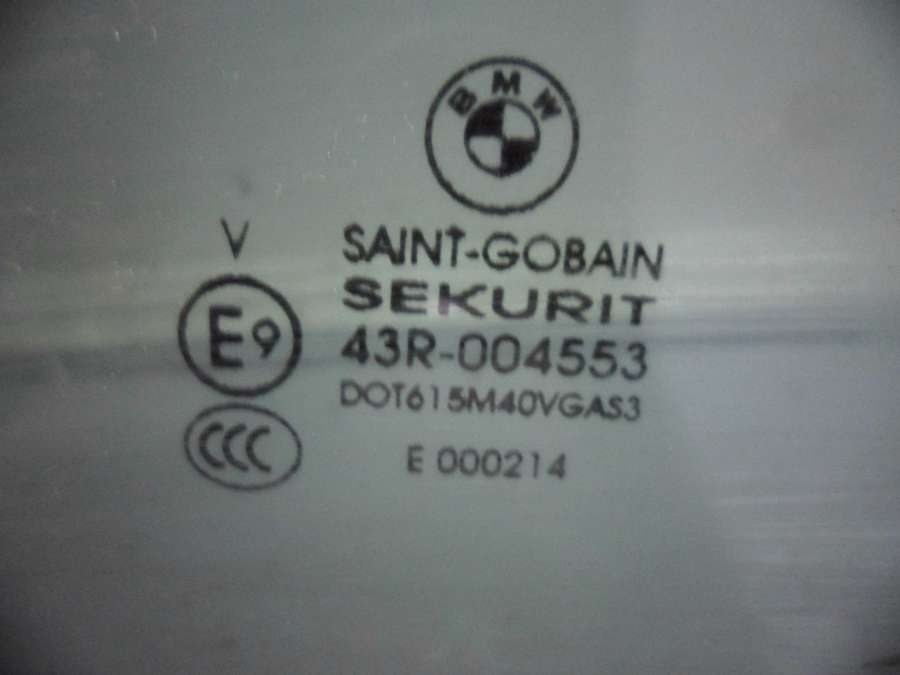 BMW
V
SAINT-GOBAIN
SEKURIT
E9
43R-004553
DOT615M40VGAS3
CCC
E 000214